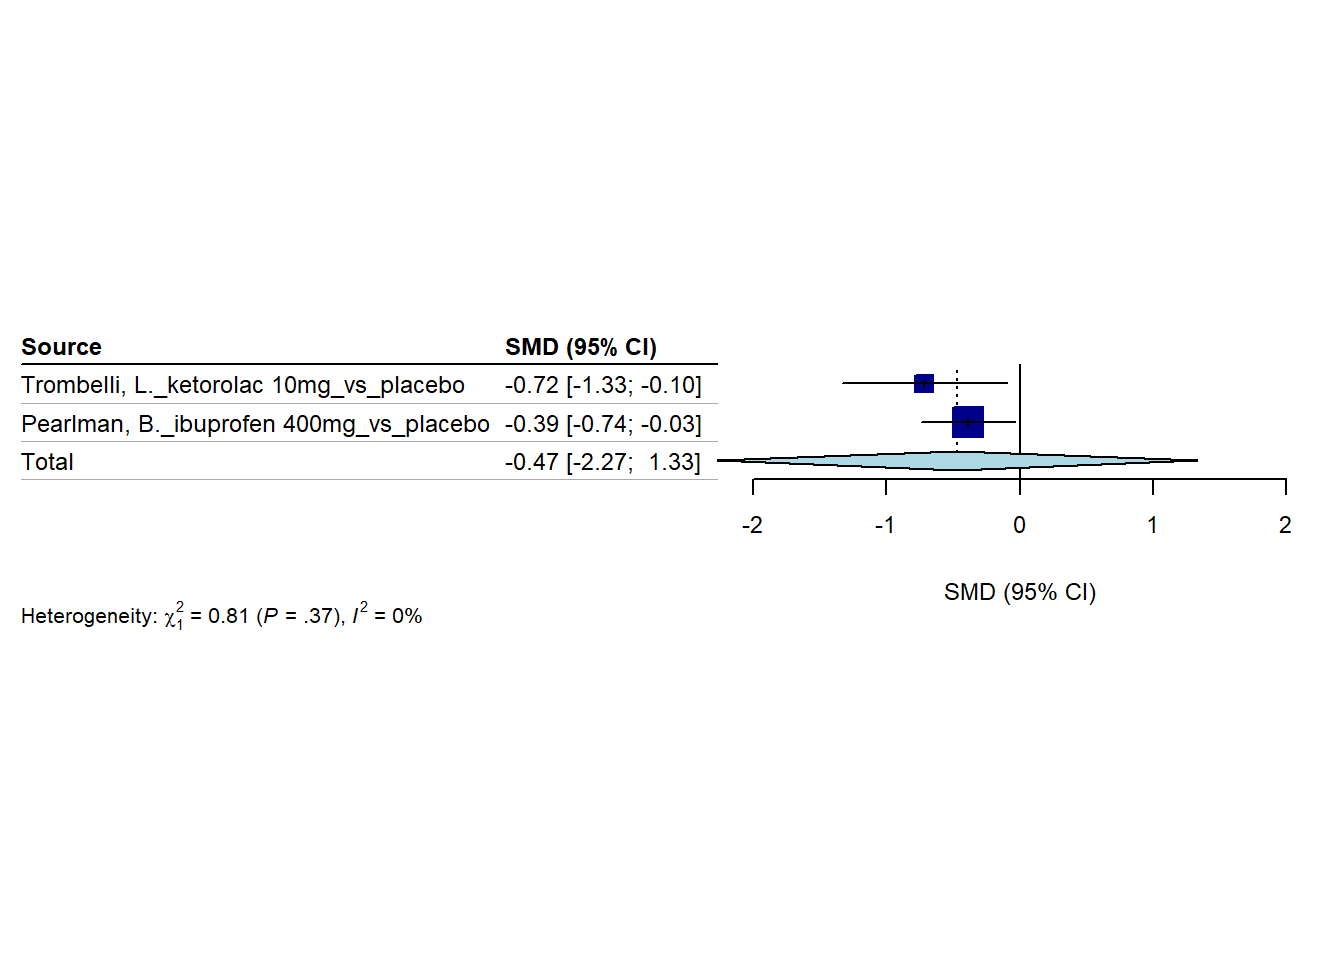 Source SMD (95% CI)
Trombelli, L._ketorolac 10mg_vs_placebo -0.72 [-1.33; -0.10]
Pearlman, B._ibuprofen 400mg_vs_placebo -0.39 [-0.74; -0.03]
Total -0.47 [-2.27;  1.33]
-2 -1 0 1 2
SMD (95% CI)
Heterogeneity: χ²₁ = 0.81 (P = .37), I² = 0%